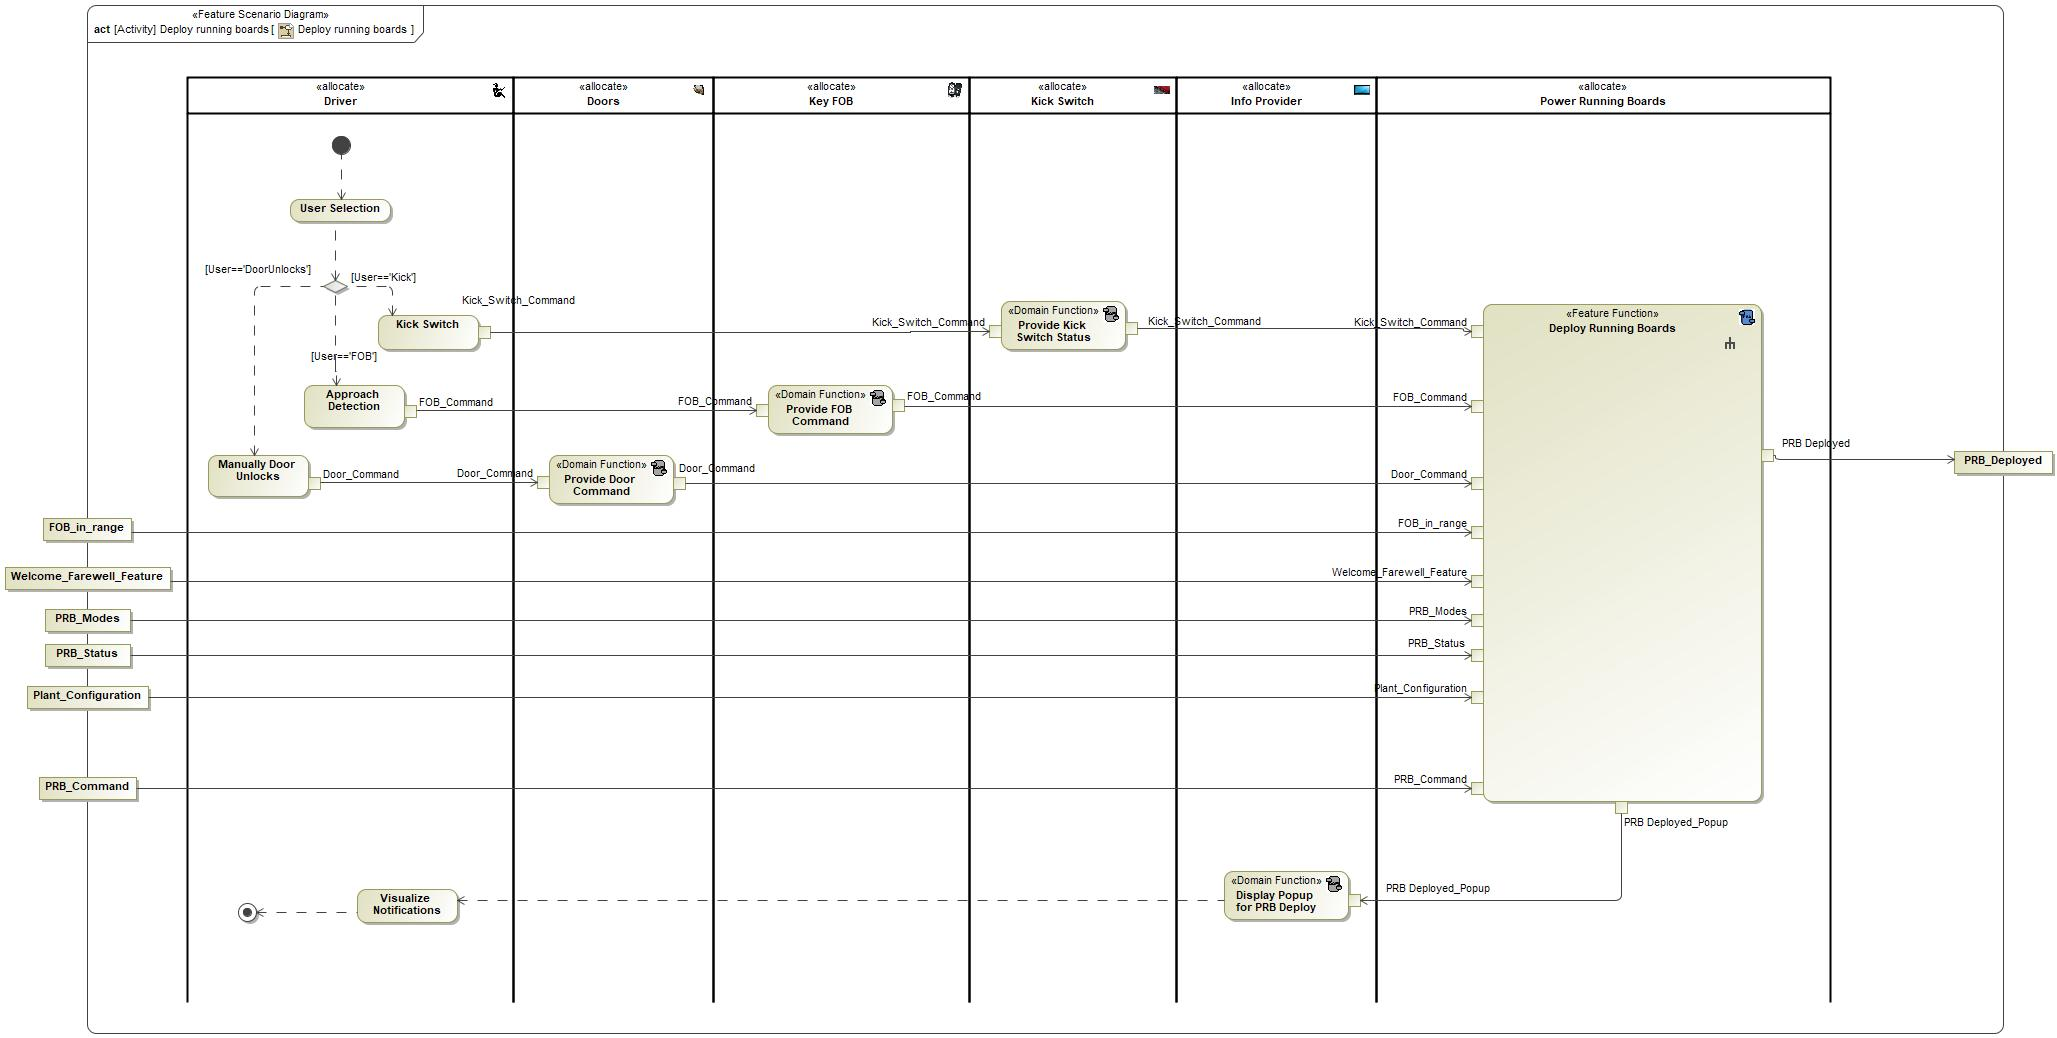 «Feature Scenario Diagram»
act [Activity] Deploy running boards [ Deploy running boards ]
«allocate»
Driver
«allocate»
Doors
«allocate»
Key FOB
«allocate»
Kick Switch
«allocate»
Info Provider
«allocate»
Power Running Boards
User Selection
[User=='DoorUnlocks']
[User=='Kick']
Kick_Switch_Command
Kick Switch
Kick_Switch_Command
«Domain Function»
Provide Kick
Switch Status
Kick_Switch_Command
Kick_Switch_Command
«Feature Function»
Deploy Running Boards
[User=='FOB']
Approach
Detection
FOB_Command
FOB_Command
«Domain Function»
Provide FOB
Command
FOB_Command
FOB_Command
PRB Deployed
PRB_Deployed
Manually Door
Unlocks
Door_Command
Door_Command
«Domain Function»
Provide Door
Command
Door_Command
Door_Command
FOB_in_range
FOB_in_range
Welcome_Farewell_Feature
Welcome_Farewell_Feature
PRB_Modes
PRB_Modes
PRB_Status
PRB_Status
Plant_Configuration
Plant_Configuration
PRB_Command
PRB_Command
PRB Deployed_Popup
PRB Deployed_Popup
«Domain Function»
Display Popup
for PRB Deploy
Visualize
Notifications